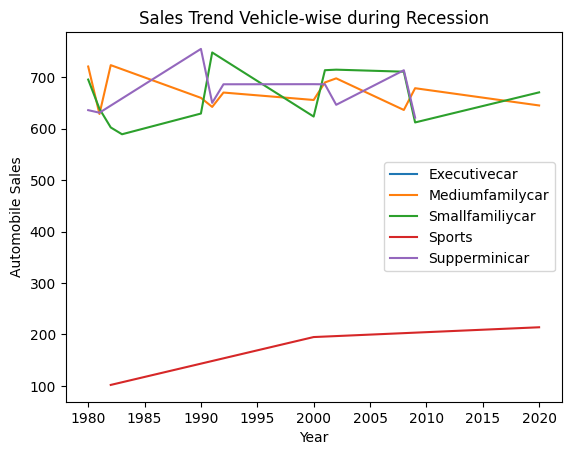 Sales Trend Vehicle-wise during Recession
Automobile Sales
700
600
500
400
300
200
100
Executivecar
Mediumfamilycar
Smallfamiliycar
Sports
Supperminicar
1980 1985 1990 1995 2000 2005 2010 2015 2020
Year